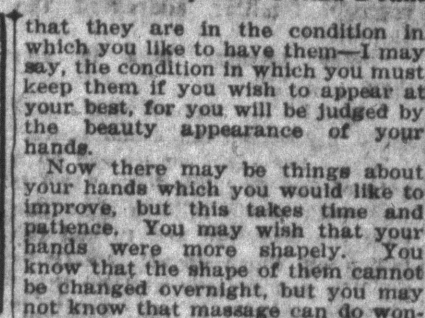 that they are in the condition in
which you like to have them—I may
say, the condition in which you must
keep them if you wish to appear at
your best, for you will be judged by
the beauty appearance of your
hands.
Now there may be things about
your hands which you would like to
improve, but this takes time and
patience. You may wish that your
hands were more shapely. You
know that the shape of them cannot
be changed overnight, but you may
not know that massage can do won-